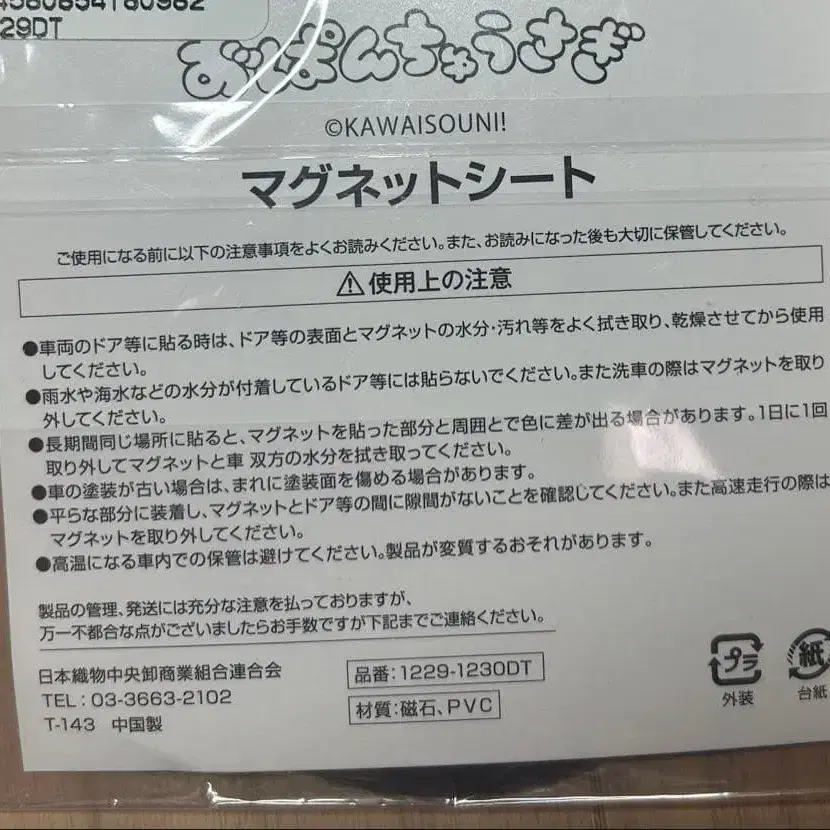 4580654180982
29DT
おぱんちゅうさぎ
©KAWAISOUNI!
マグネットシート
ご使用になる前に以下の注意事項をよくお読みください。また、お読みになった後も大切に保管してください。
使用上の注意
●車両のドア等に貼る時は、ドア等の表面とマグネットの水分・汚れ等をよく拭き取り、乾燥させてから使用
してください。
●雨水や海水などの水分が付着しているドア等には貼らないでください。また洗車の際はマグネットを取り
外してください。
●長期間同じ場所に貼ると、マグネットを貼った部分と周囲とで色に差が出る場合があります。1日に1回
取り外してマグネットと車 双方の水分を拭き取ってください。
●車の塗装が古い場合は、まれに塗装面を傷める場合があります。
●平らな部分に装着し、マグネットとドア等の間に隙間がないことを確認じてください。また高速走行の際は
マグネットを取り外してください。
●高温になる車内での保管は避けてください。製品が変質するおそれがあります。
製品の管理、発送には充分な注意を払っておりますが、
万一不都合な点がございましたらお手数ですが下記までご連絡ください。
日本織物中央卸商業組合連合会
TEL:03-3663-2102
T-143 中国製
品番:1229-1230DT
材質:磁石、PVC
プラ
外装
紙
台紙